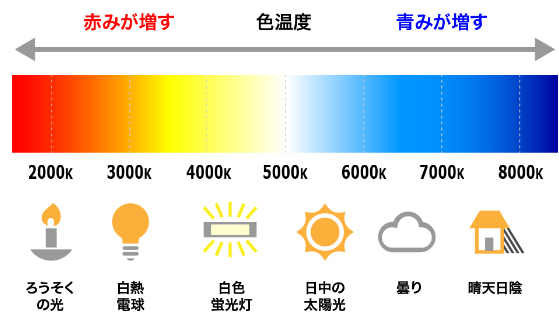 赤みが増す 色温度 青みが増す
2000K 3000K 4000K 5000K 6000K 7000K 8000K
ろうそく
の光
白熱
電球
白色
蛍光灯
日中の
太陽光
曇り
晴天日陰